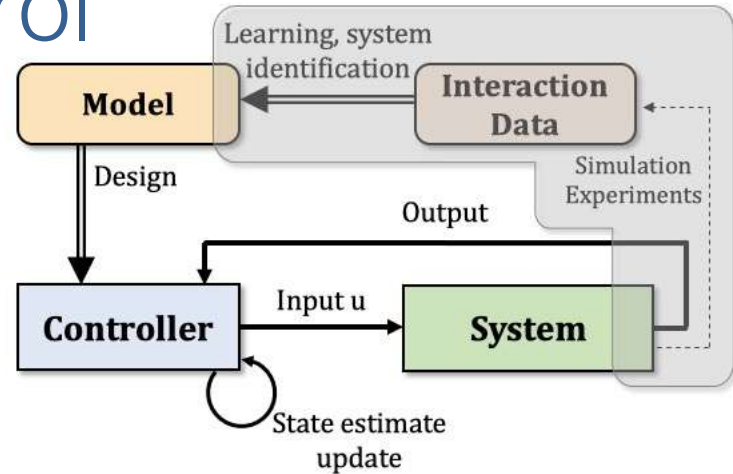 Learning, system
identification
Model
Interaction
Data
Design
Simulation
Experiments
Output
Controller
Input u
System
State estimate
update